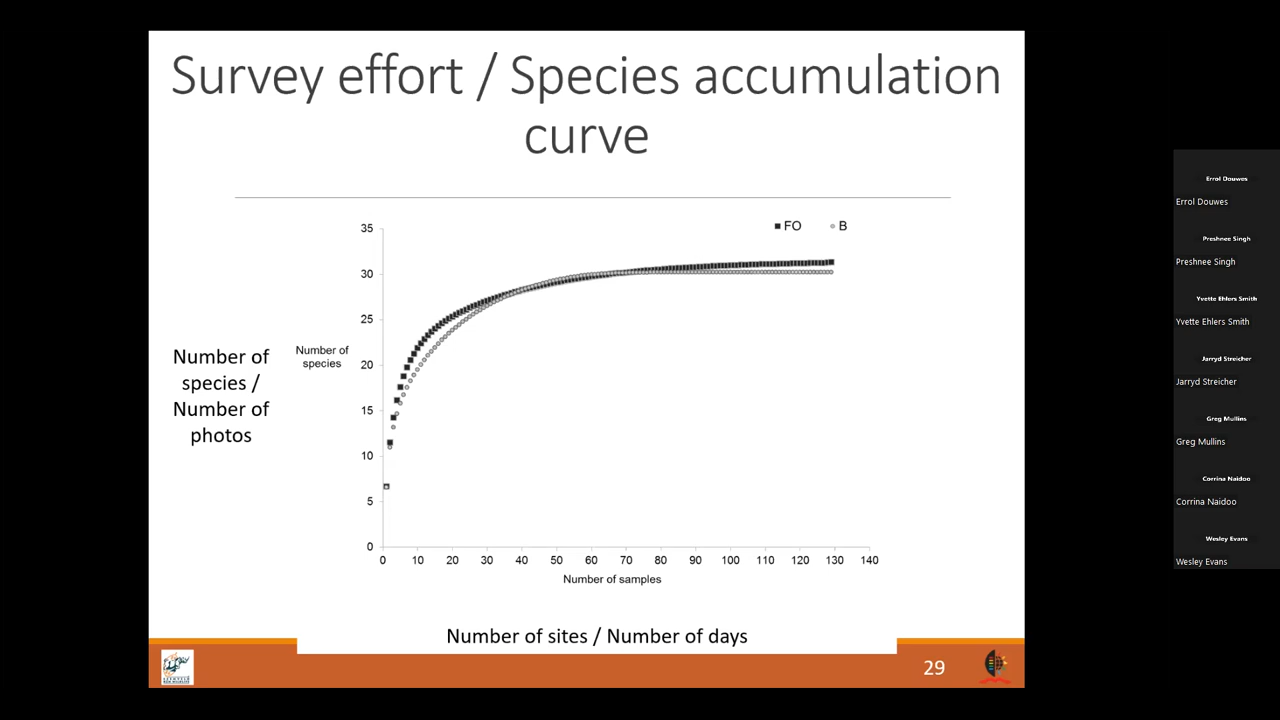 Survey effort / Species accumulation
curve
35
30
25
20
15
10
5
0
FO
B
Number of
species
Number of
species /
Number of
photos
0 10 20 30 40 50 60 70 80 90 100 110 120 130 140
Number of samples
Number of sites / Number of days
29
Errol Douwes
Errol Douwes
Preshnee Singh
Preshnee Singh
Yvette Ehlers Smith
Yvette Ehlers Smith
Jarryd Streicher
Jarryd Streicher
Greg Mullins
Greg Mullins
Corrina Naidoo
Corrina Naidoo
Wesley Evans
Wesley Evans